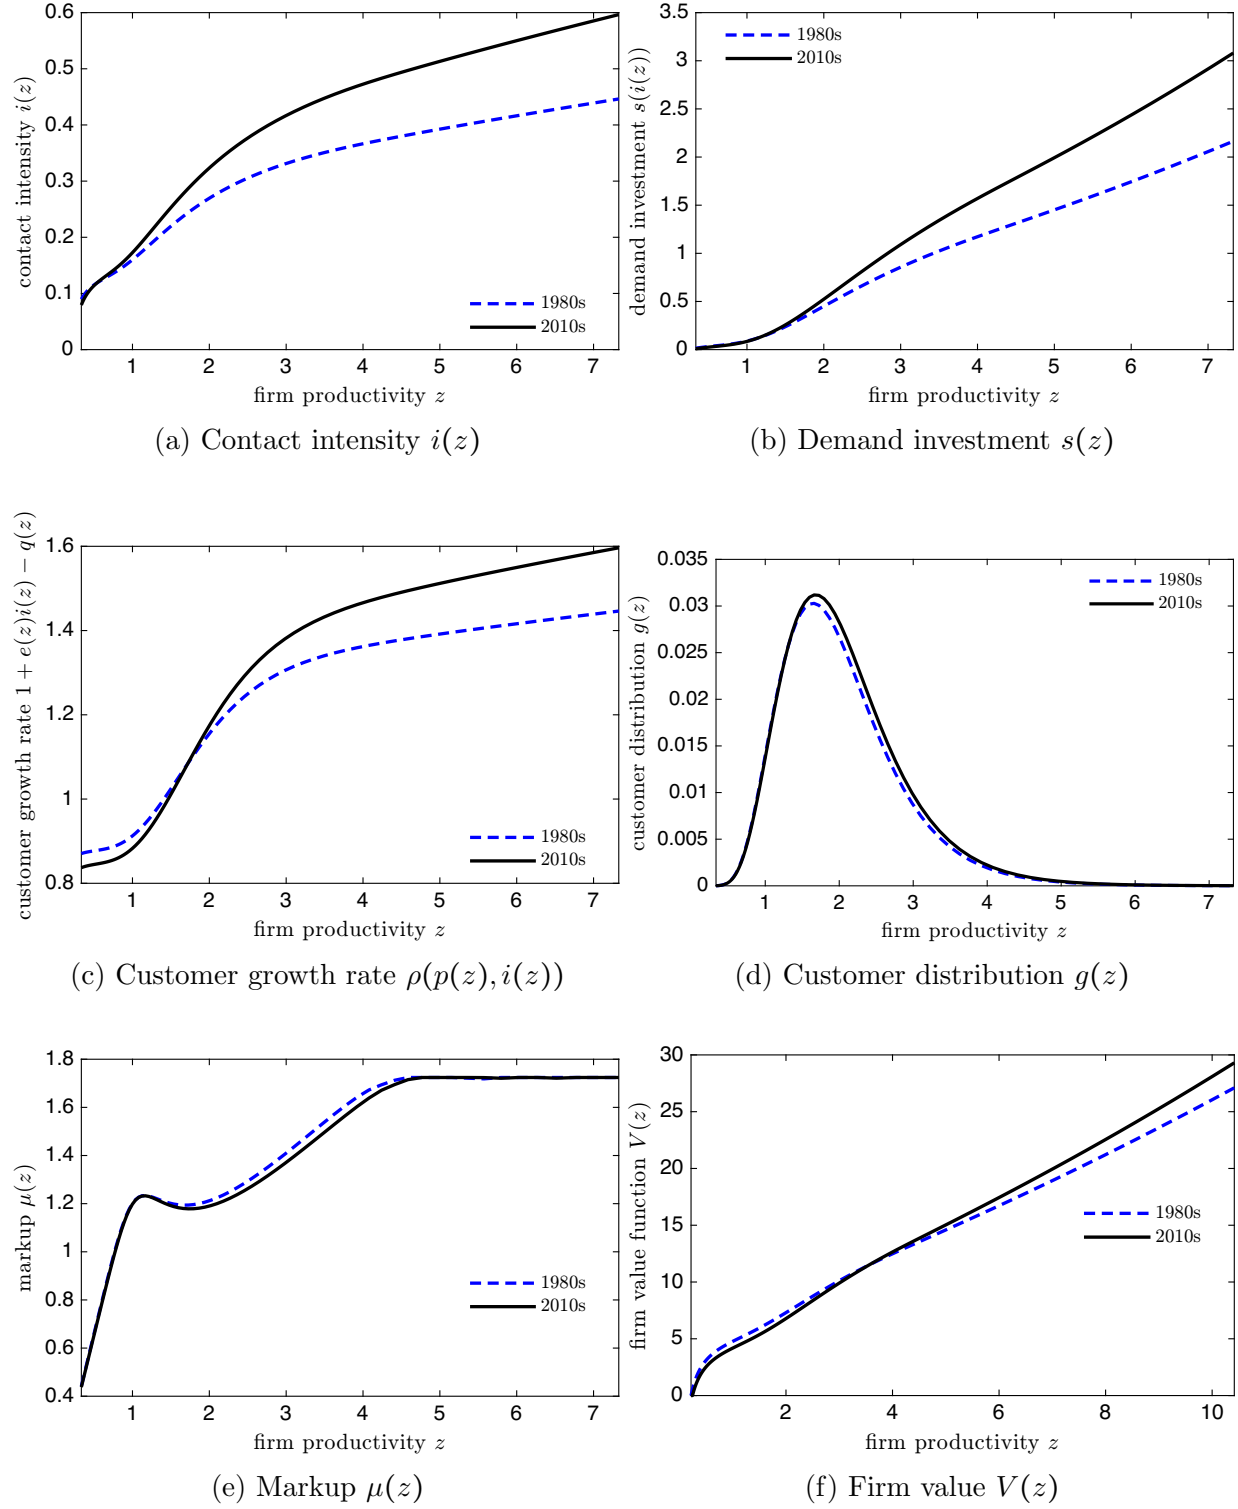 0.6
0.5
0.4
0.3
0.2
0.1
0
contact intensity i(z)
1980s
2010s
1 2 3 4 5 6 7
firm productivity z
(a) Contact intensity i(z)
3.5
3
2.5
2
1.5
1
0.5
0
demand investment s(i(z))
1980s
2010s
1 2 3 4 5 6 7
firm productivity z
(b) Demand investment s(z)
1.6
1.4
1.2
1
0.8
customer growth rate 1 + e(z)i(z) − q(z)
1980s
2010s
1 2 3 4 5 6 7
firm productivity z
(c) Customer growth rate ρ(p(z), i(z))
0.035
0.03
0.025
0.02
0.015
0.01
0.005
0
customer distribution g(z)
1980s
2010s
1 2 3 4 5 6 7
firm productivity z
(d) Customer distribution g(z)
1.8
1.6
1.4
1.2
1
0.8
0.6
0.4
markup μ(z)
1980s
2010s
1 2 3 4 5 6 7
firm productivity z
(e) Markup μ(z)
30
25
20
15
10
5
0
firm value function V(z)
1980s
2010s
2 4 6 8 10
firm productivity z
(f) Firm value V(z)